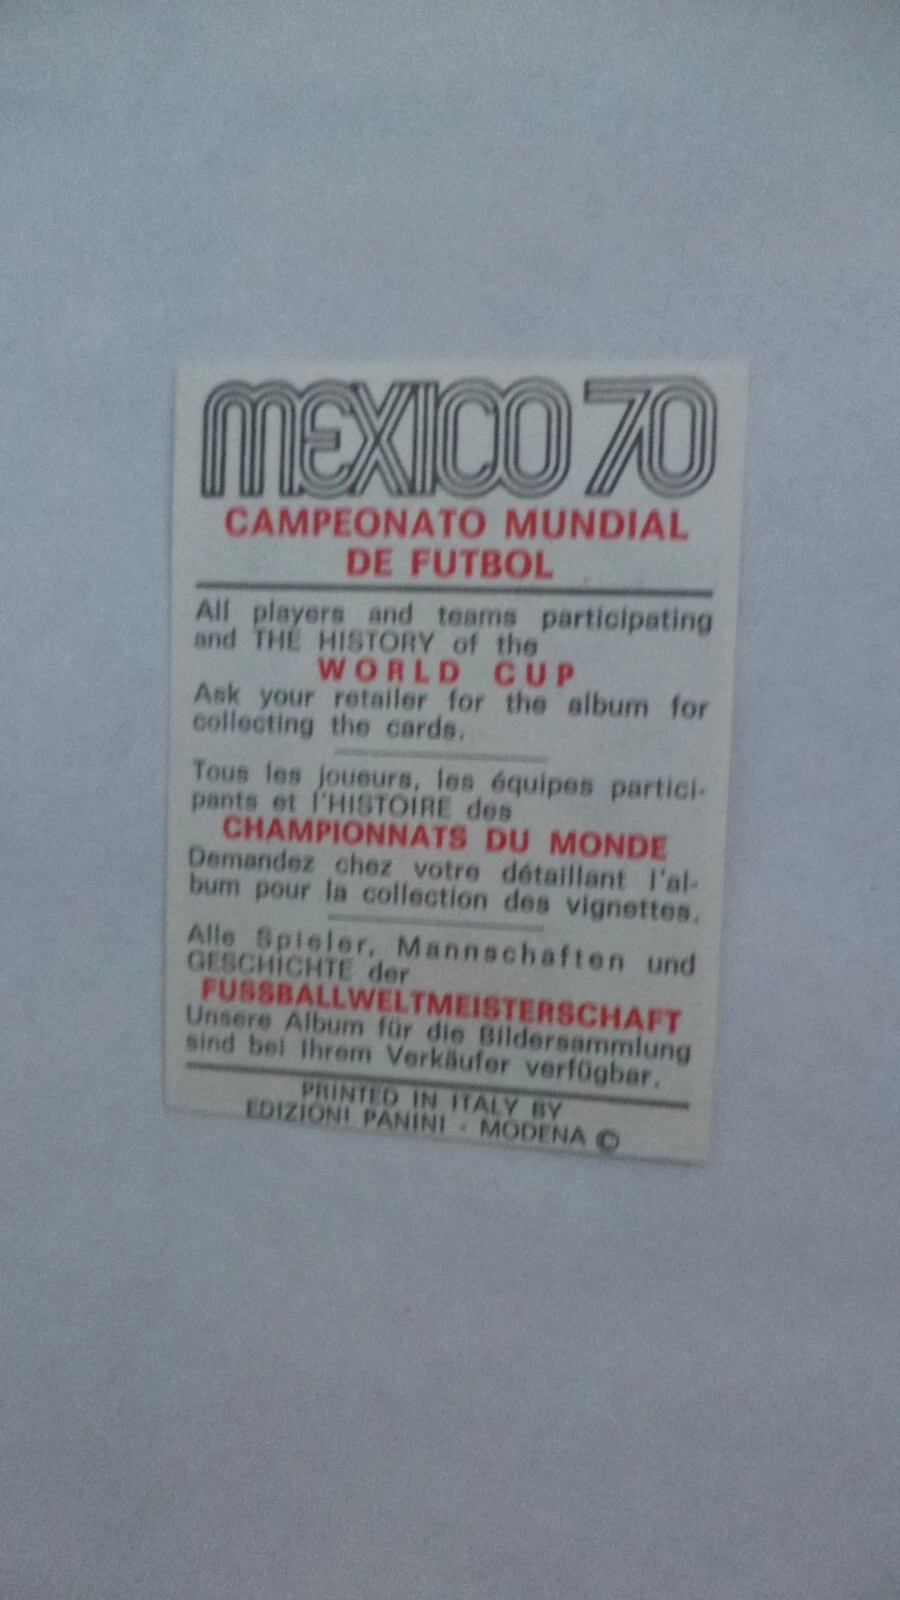 MEXICO 70
CAMPEONATO MUNDIAL
DE FUTBOL
All players and teams participating
and THE HISTORY of the
WORLD CUP
Ask your retailer for the album for
collecting the cards.
Tous les joueurs, les équipes partici-
pants et l'HISTOIRE des
CHAMPIONNATS DU MONDE
Demandez chez votre détaillant l'al-
bum pour la collection des vignettes.
Alle Spieler, Mannschaften und
GESCHICHTE der
FUSSBALLWELTMEISTERSCHAFT
Unsere Album für die Bildersammlung
sind bei Ihrem Verkäufer verfügbar.
PRINTED IN ITALY BY
EDIZIONI PANINI - MODENA ©